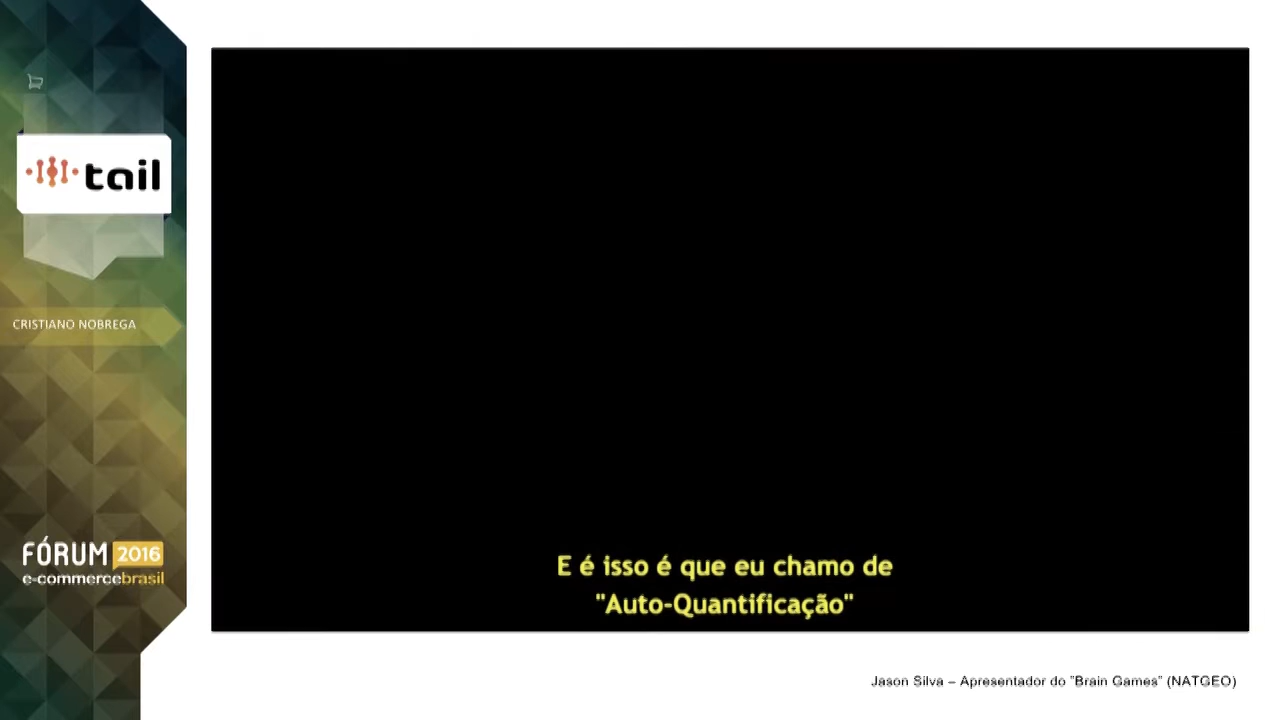 tail
CRISTIANO NOBREGA
FÓRUM 2016
e-commercebrasil
E é isso é que eu chamo de
"Auto-Quantificação"
Jason Silva – Apresentador do "Brain Games" (NATGEO)